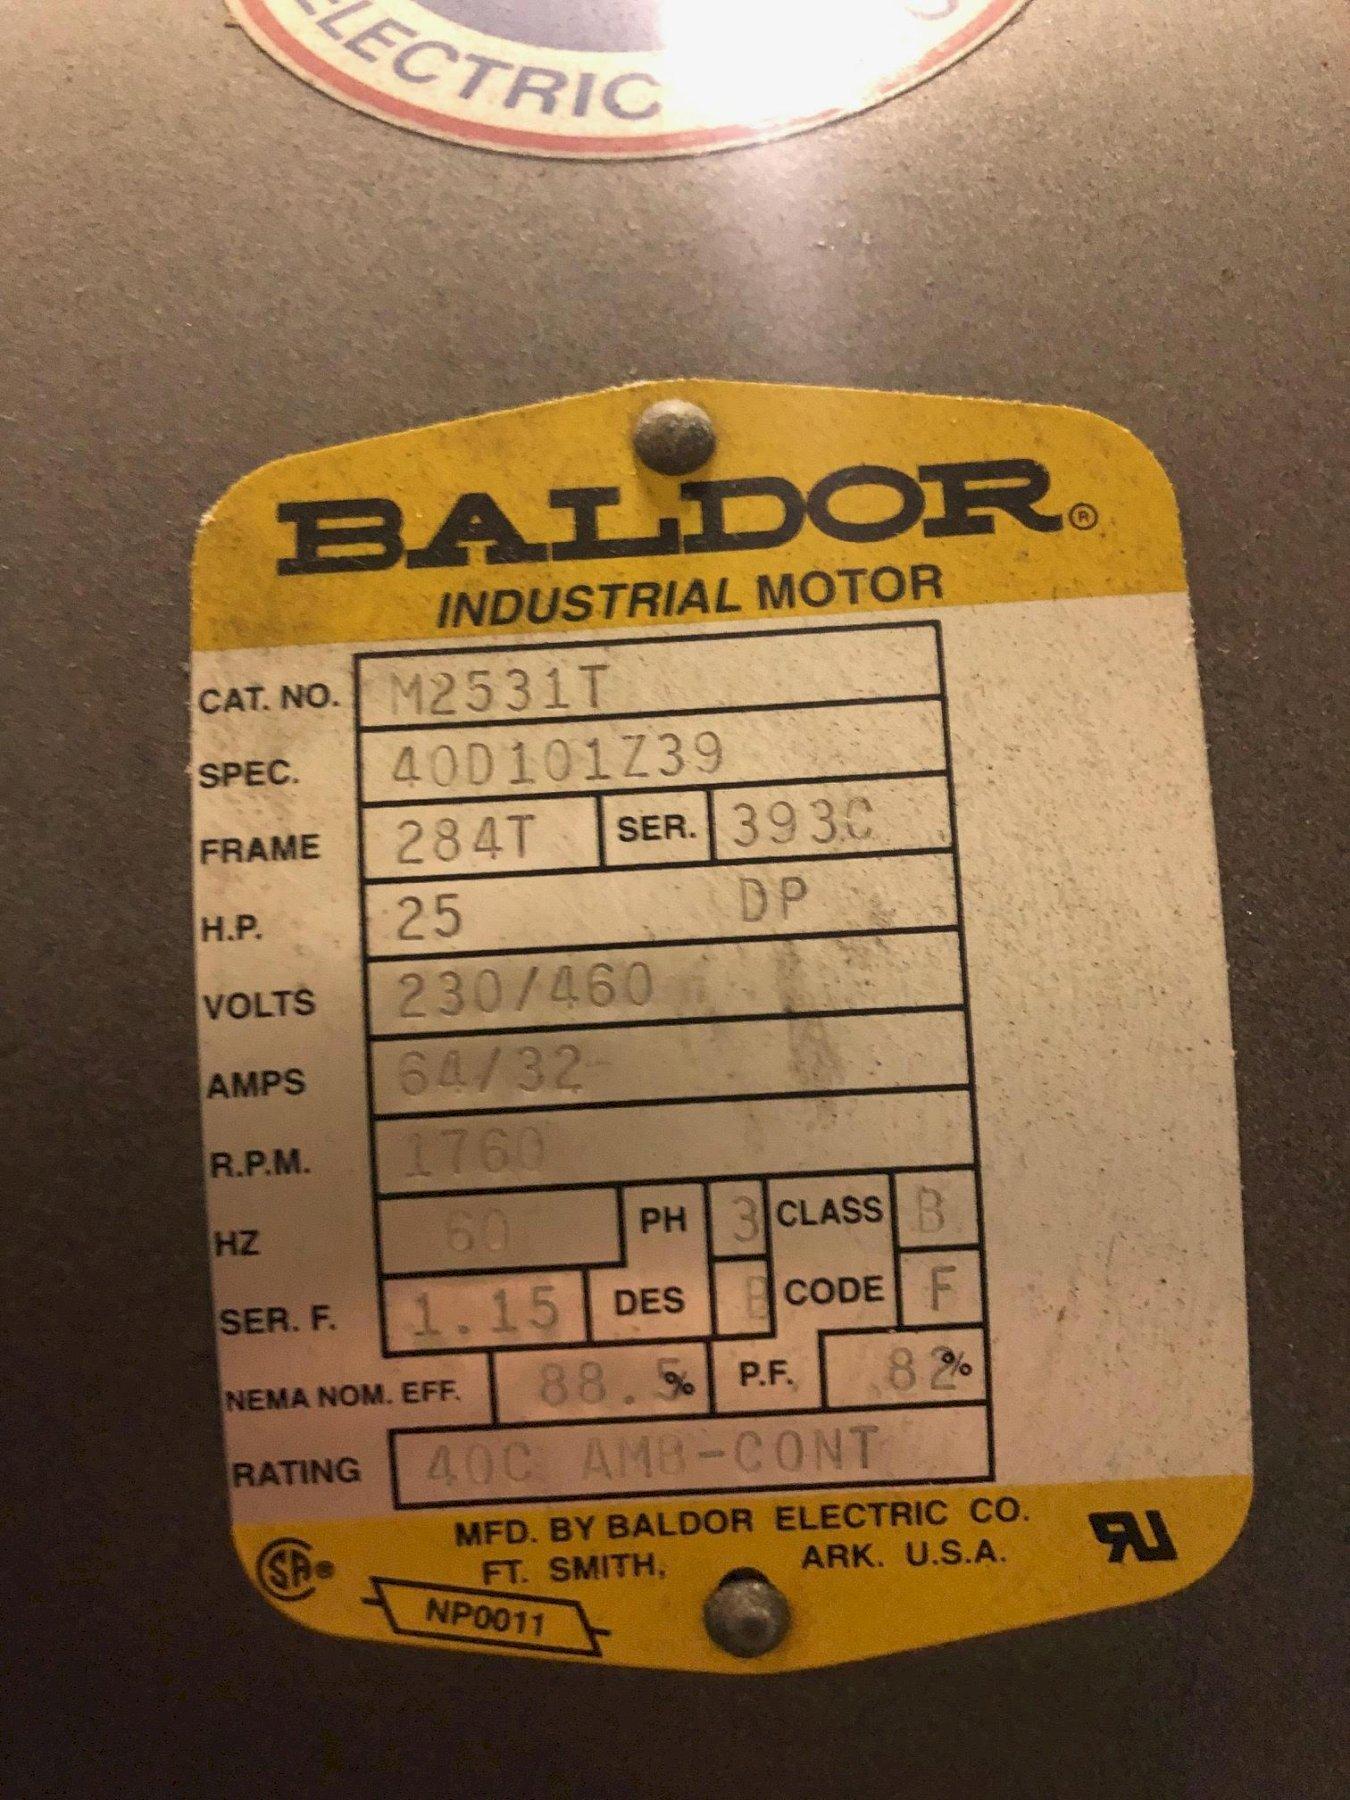 ELECTRIC
BALDOR®
INDUSTRIAL MOTOR
CAT. NO. M2531T
SPEC. 40D101Z39
FRAME 284T SER. 393C
H.P. 25 DP
VOLTS 230/460
AMPS 64/32
R.P.M. 1760
HZ 60 PH 3 CLASS B
SER. F. 1.15 DES B CODE F
NEMA NOM. EFF. 88.5% P.F. 82%
RATING 40C AMB-CONT
MFD. BY BALDOR ELECTRIC CO.
FT. SMITH, ARK. U.S.A.
SA®
NP0011